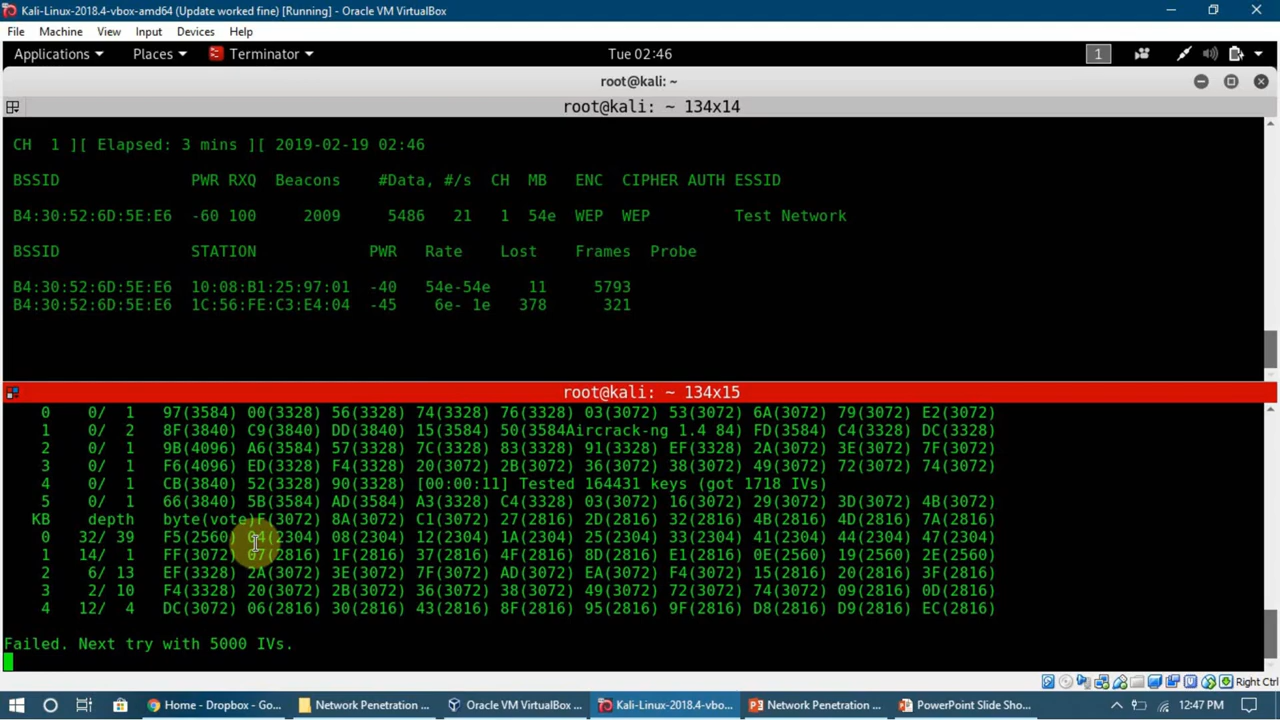 Kali-Linux-2018.4-vbox-amd64 (Update worked fine) [Running] - Oracle VM VirtualBox
File Machine View Input Devices Help
Applications Places Terminator Tue 02:46 1
root@kali: ~
root@kali: ~ 134x14
CH 1 ][ Elapsed: 3 mins ][ 2019-02-19 02:46
BSSID PWR RXQ Beacons #Data, #/s CH MB ENC CIPHER AUTH ESSID
B4:30:52:6D:5E:E6 -60 100 2009 5486 21 1 54e WEP WEP Test Network
BSSID STATION PWR Rate Lost Frames Probe
B4:30:52:6D:5E:E6 10:08:B1:25:97:01 -40 54e-54e 11 5793
B4:30:52:6D:5E:E6 1C:56:FE:C3:E4:04 -45 6e- 1e 378 321
root@kali: ~ 134x15
0 0/ 1 97(3584) 00(3328) 56(3328) 74(3328) 76(3328) 03(3072) 53(3072) 6A(3072) 79(3072) E2(3072)
1 0/ 2 8F(3840) C9(3840) DD(3840) 15(3584) 50(3584Aircrack-ng 1.4 84) FD(3584) C4(3328) DC(3328)
2 0/ 1 9B(4096) A6(3584) 57(3328) 7C(3328) 83(3328) 91(3328) EF(3328) 2A(3072) 3E(3072) 7F(3072)
3 0/ 1 F6(4096) ED(3328) F4(3328) 20(3072) 2B(3072) 36(3072) 38(3072) 49(3072) 72(3072) 74(3072)
4 0/ 1 CB(3840) 52(3328) 90(3328) [00:00:11] Tested 164431 keys (got 1718 IVs)
5 0/ 1 66(3840) 5B(3584) AD(3584) A3(3328) C4(3328) 03(3072) 16(3072) 29(3072) 3D(3072) 4B(3072)
KB depth byte(vote)F(3072) 8A(3072) C1(3072) 27(2816) 2D(2816) 32(2816) 4B(2816) 4D(2816) 7A(2816)
0 32/ 39 F5(2560) 04(2304) 08(2304) 12(2304) 1A(2304) 25(2304) 33(2304) 3D(2304) 44(2304) 47(2304)
1 14/ 1 FF(3072) 07(2816) 1F(2816) 37(2816) 4F(2816) 8D(2816) E1(2816) 0E(2560) 19(2560) 2E(2560)
2 6/ 13 EF(3328) 2A(3072) 3E(3072) 7F(3072) AD(3072) EA(3072) F4(3072) 15(2816) 20(2816) 3F(2816)
3 2/ 10 F4(3328) 20(3072) 2B(3072) 36(3072) 38(3072) 49(3072) 72(3072) 74(3072) 09(2816) 0D(2816)
4 12/ 4 DC(3072) 06(2816) 30(2816) 43(2816) 8F(2816) 95(2816) 9F(2816) D8(2816) D9(2816) EC(2816)
Failed. Next try with 5000 IVs.
Right Ctrl
Home - Dropbox - Go... Network Penetration ... Oracle VM VirtualBox ... Kali-Linux-2018.4-vbo... Network Penetration ... PowerPoint Slide Sho... 12:47 PM